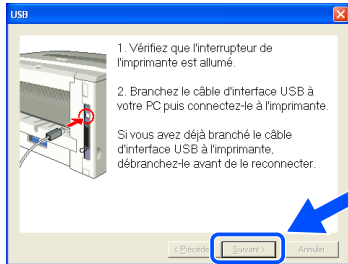 USB
1. Vérifiez que l'interrupteur de
l'imprimante est allumé.
2. Branchez le câble d'interface USB à
votre PC puis connectez-le à l'imprimante.
Si vous avez déjà branché le câble
d'interface USB à l'imprimante,
débranchez-le avant de le reconnecter.
< Précéde
Suivant >
Annuler